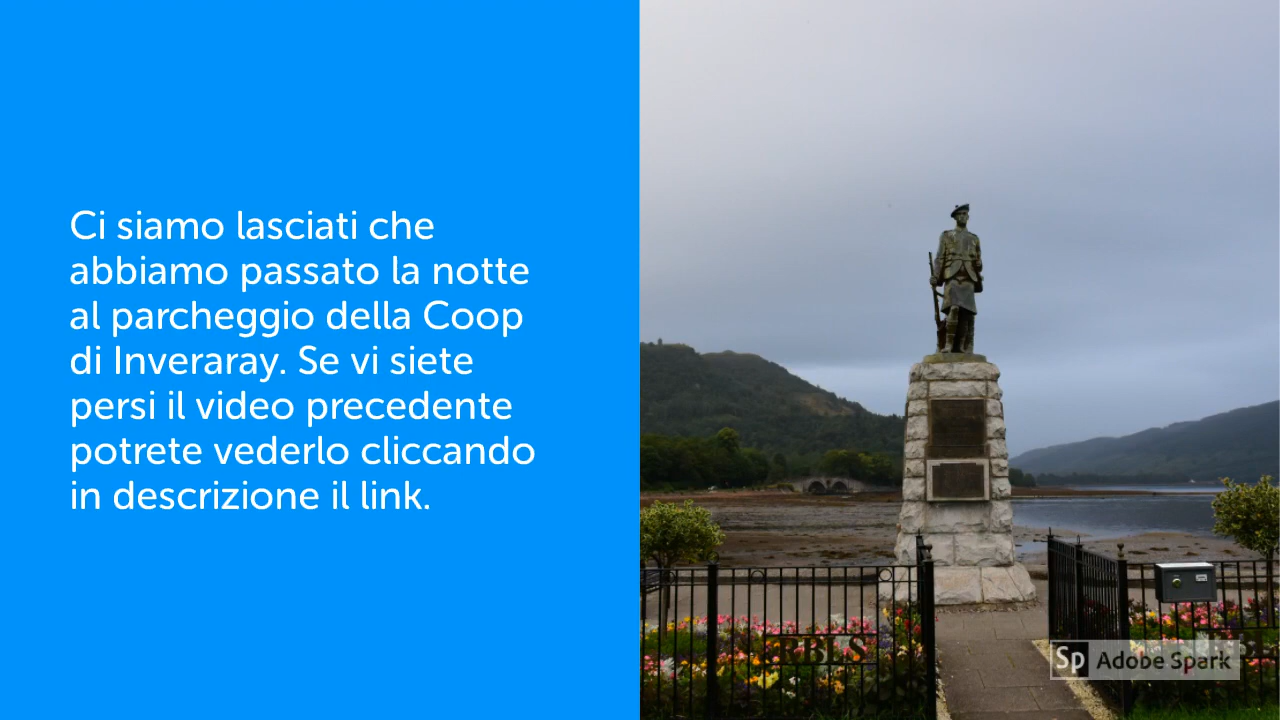 Ci siamo lasciati che
abbiamo passato la notte
al parcheggio della Coop
di Inveraray. Se vi siete
persi il video precedente
potrete vederlo cliccando
in descrizione il link.
RBLS
Sp Adobe Spark